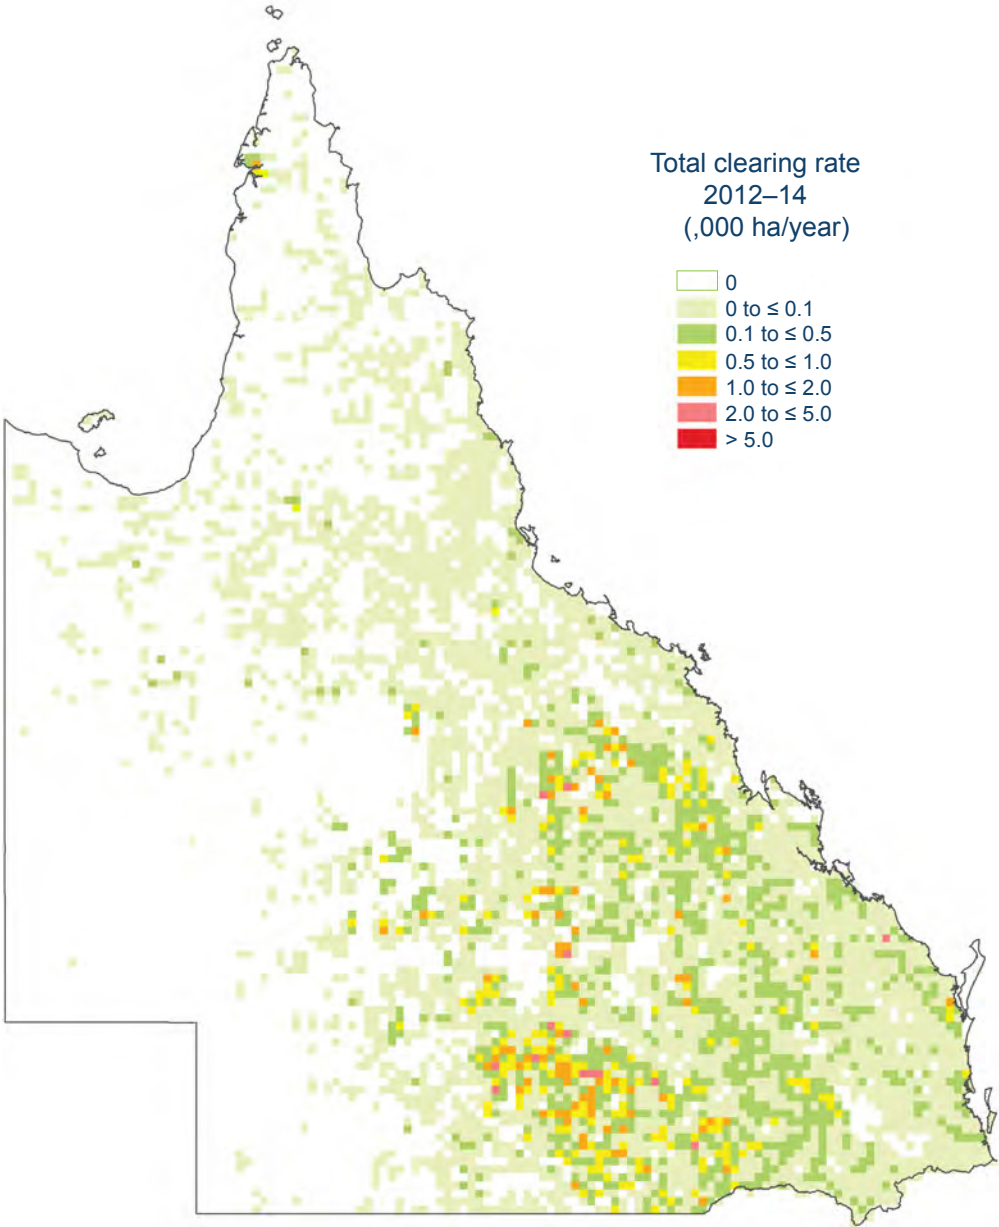 Total clearing rate
2012–14
(,000 ha/year)
0
0 to ≤ 0.1
0.1 to ≤ 0.5
0.5 to ≤ 1.0
1.0 to ≤ 2.0
2.0 to ≤ 5.0
> 5.0